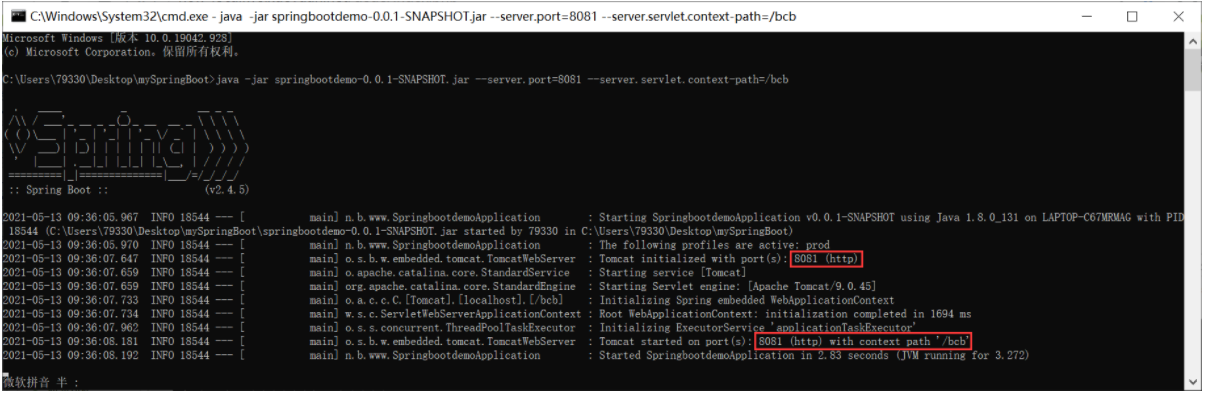 C:\Windows\System32\cmd.exe - java -jar springbootdemo-0.0.1-SNAPSHOT.jar --server.port=8081 --server.servlet.context-path=/bcb
Microsoft Windows [版本 10.0.19042.928]
(c) Microsoft Corporation。保留所有权利。
C:\Users\79330\Desktop\mySpringBoot>java -jar springbootdemo-0.0.1-SNAPSHOT.jar --server.port=8081 --server.servlet.context-path=/bcb
Spring
:: Spring Boot :: (v2.4.5)
2021-05-13 09:36:05.967 INFO 18544 --- [ main] n.b.www.SpringbootdemoApplication : Starting SpringbootdemoApplication v0.0.1-SNAPSHOT using Java 1.8.0_131 on LAPTOP-C67MRMAG with PID
18544 (C:\Users\79330\Desktop\mySpringBoot\springbootdemo-0.0.1-SNAPSHOT.jar started by 79330 in C:\Users\79330\Desktop\mySpringBoot)
2021-05-13 09:36:05.970 INFO 18544 --- [ main] n.b.www.SpringbootdemoApplication : The following profiles are active: prod
2021-05-13 09:36:07.647 INFO 18544 --- [ main] o.s.b.w.embedded.tomcat.TomcatWebServer : Tomcat initialized with port(s): 8081 (http)
2021-05-13 09:36:07.659 INFO 18544 --- [ main] o.apache.catalina.core.StandardService : Starting service [Tomcat]
2021-05-13 09:36:07.659 INFO 18544 --- [ main] org.apache.catalina.core.StandardEngine : Starting Servlet engine: [Apache Tomcat/9.0.45]
2021-05-13 09:36:07.733 INFO 18544 --- [ main] o.a.c.c.C.[Tomcat].[localhost].[/bcb] : Initializing Spring embedded WebApplicationContext
2021-05-13 09:36:07.734 INFO 18544 --- [ main] w.s.c.ServletWebServerApplicationContext : Root WebApplicationContext: initialization completed in 1694 ms
2021-05-13 09:36:07.962 INFO 18544 --- [ main] o.s.s.concurrent.ThreadPoolTaskExecutor : Initializing ExecutorService 'applicationTaskExecutor'
2021-05-13 09:36:08.181 INFO 18544 --- [ main] o.s.b.w.embedded.tomcat.TomcatWebServer : Tomcat started on port(s): 8081 (http) with context path '/bcb'
2021-05-13 09:36:08.192 INFO 18544 --- [ main] n.b.www.SpringbootdemoApplication : Started SpringbootdemoApplication in 2.83 seconds (JVM running for 3.272)
微软拼音 半 :